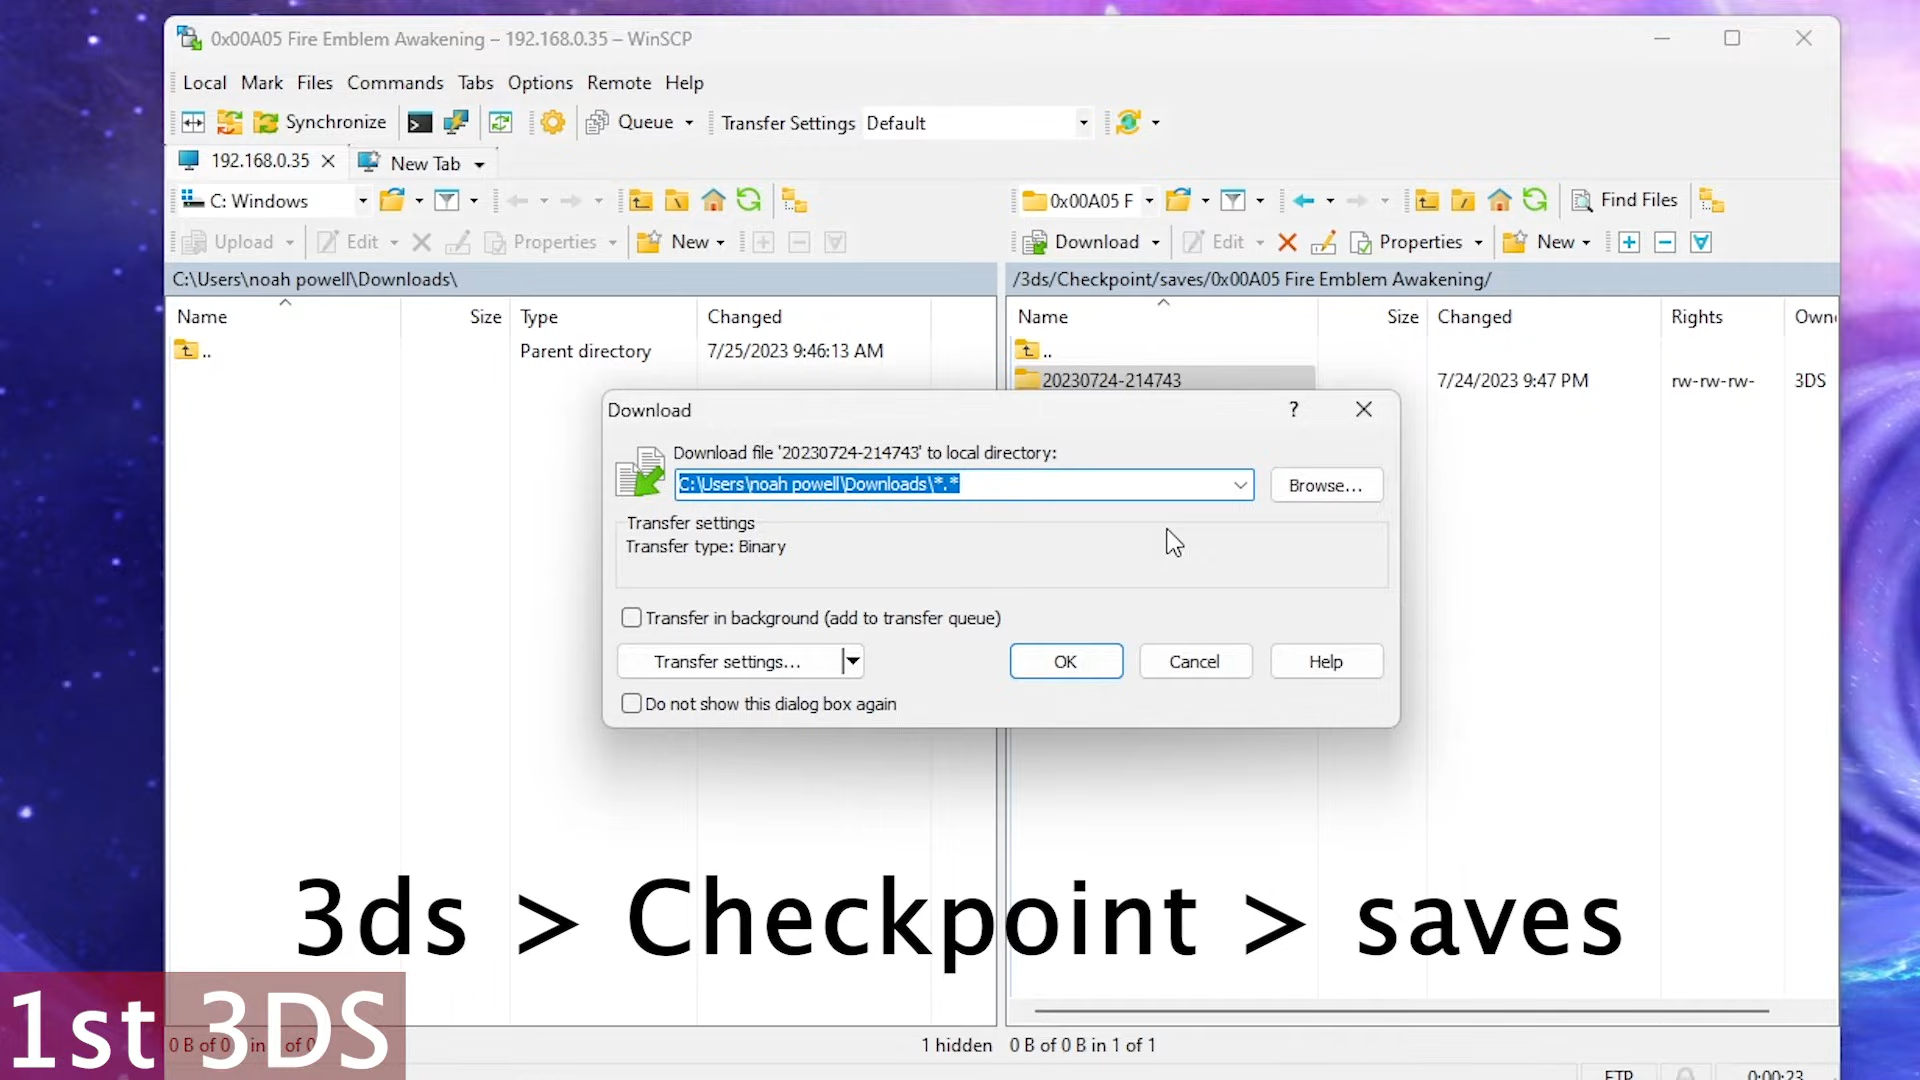 0x00A05 Fire Emblem Awakening – 192.168.0.35 – WinSCP
Local Mark Files Commands Tabs Options Remote Help
Synchronize Queue Transfer Settings Default
192.168.0.35 New Tab
C: Windows
0x00A05 F Find Files
Upload Edit Properties New
Download Edit Properties New
C:\Users\noah powell\Downloads\
/3ds/Checkpoint/saves/0x00A05 Fire Emblem Awakening/
Name Size Type Changed
.. Parent directory 7/25/2023 9:46:13 AM
Name Size Changed Rights Owne
..
20230724-214743 7/24/2023 9:47 PM rw-rw-rw- 3DS
Download ?
Download file '20230724-214743' to local directory:
C:\Users\noah powell\Downloads\*.*
Browse...
Transfer settings
Transfer type: Binary
Transfer in background (add to transfer queue)
Transfer settings... OK Cancel Help
Do not show this dialog box again
3ds > Checkpoint > saves
1st 3DS
0 B of 0 in of 0
1 hidden
0 B of 0 B in 1 of 1
FTP 0:00:23